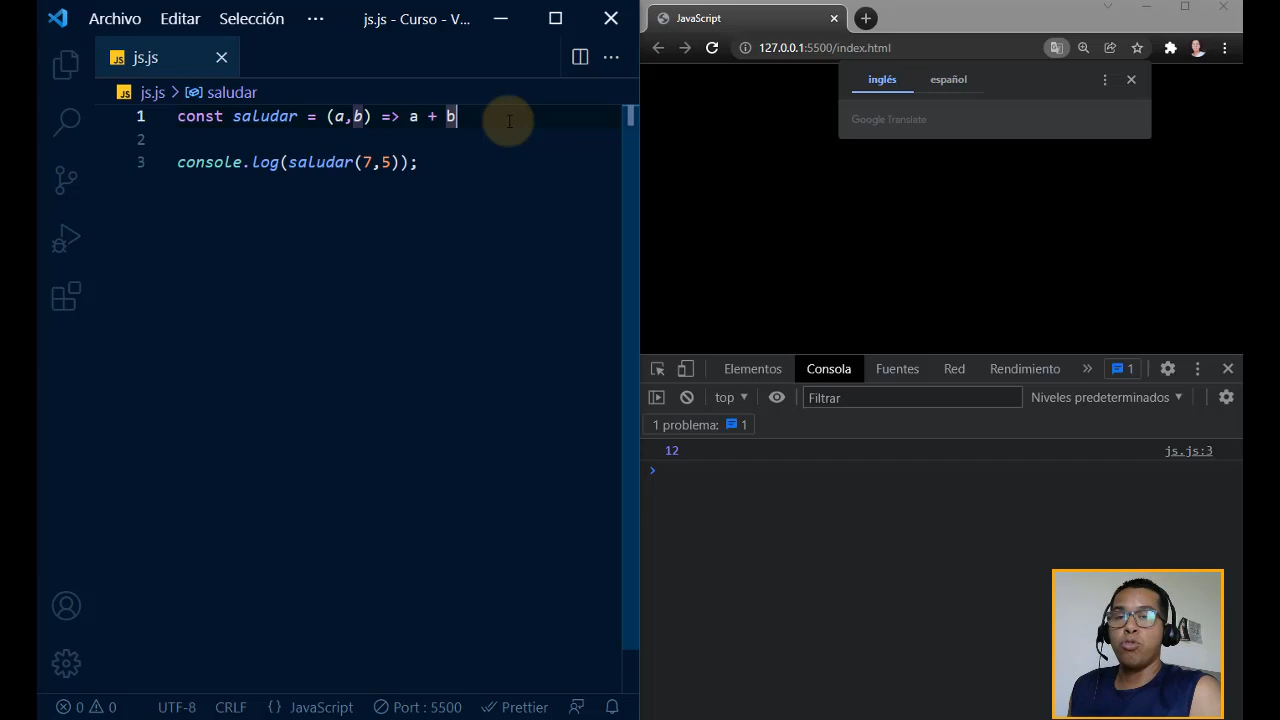 Archivo Editar Selección ··· js.js - Curso - V...
JS js.js
JS js.js > saludar
1 const saludar = (a,b) => a + b
2
3 console.log(saludar(7,5));
0 0 UTF-8 CRLF {} JavaScript Port : 5500 Prettier
JavaScript
127.0.0.1:5500/index.html
inglés español
Google Translate
Elementos Consola Fuentes Red Rendimiento » 1
top Filtrar Niveles predeterminados
1 problema: 1
12 js.js:3
>